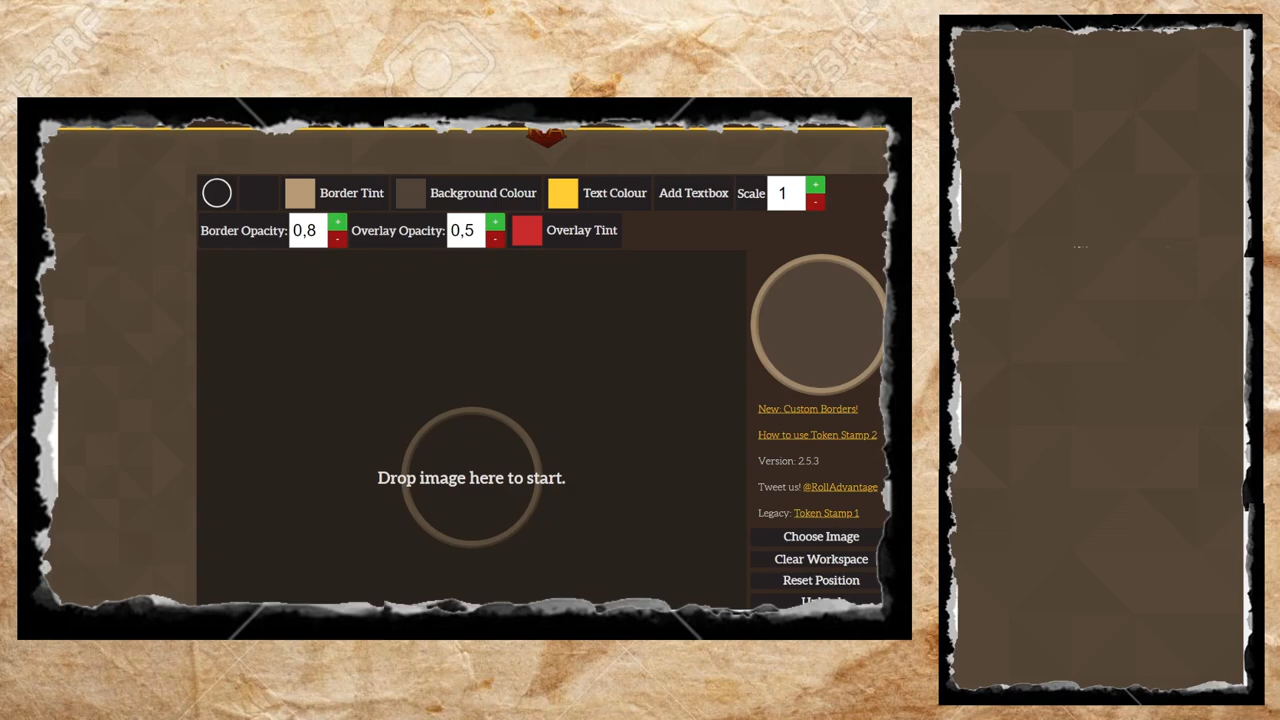 123RF
123RF
Border Tint Background Colour Text Colour Add Textbox Scale 1 + -
Border Opacity: 0,8 + - Overlay Opacity: 0,5 + - Overlay Tint
New: Custom Borders!
How to use Token Stamp 2
Drop image here to start.
Version: 2.5.3
Tweet us! @RollAdvantage
Legacy: Token Stamp 1
Choose Image
Clear Workspace
Reset Position